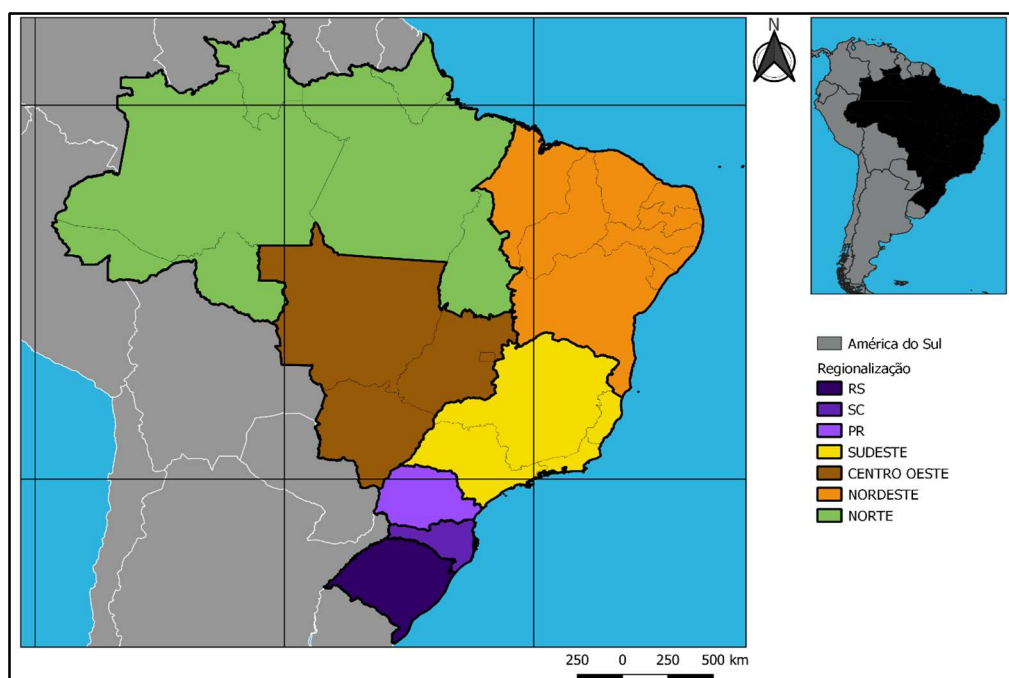 N
América do Sul
Regionalização
RS
SC
PR
SUDESTE
CENTRO OESTE
NORDESTE
NORTE
250 0 250 500 km